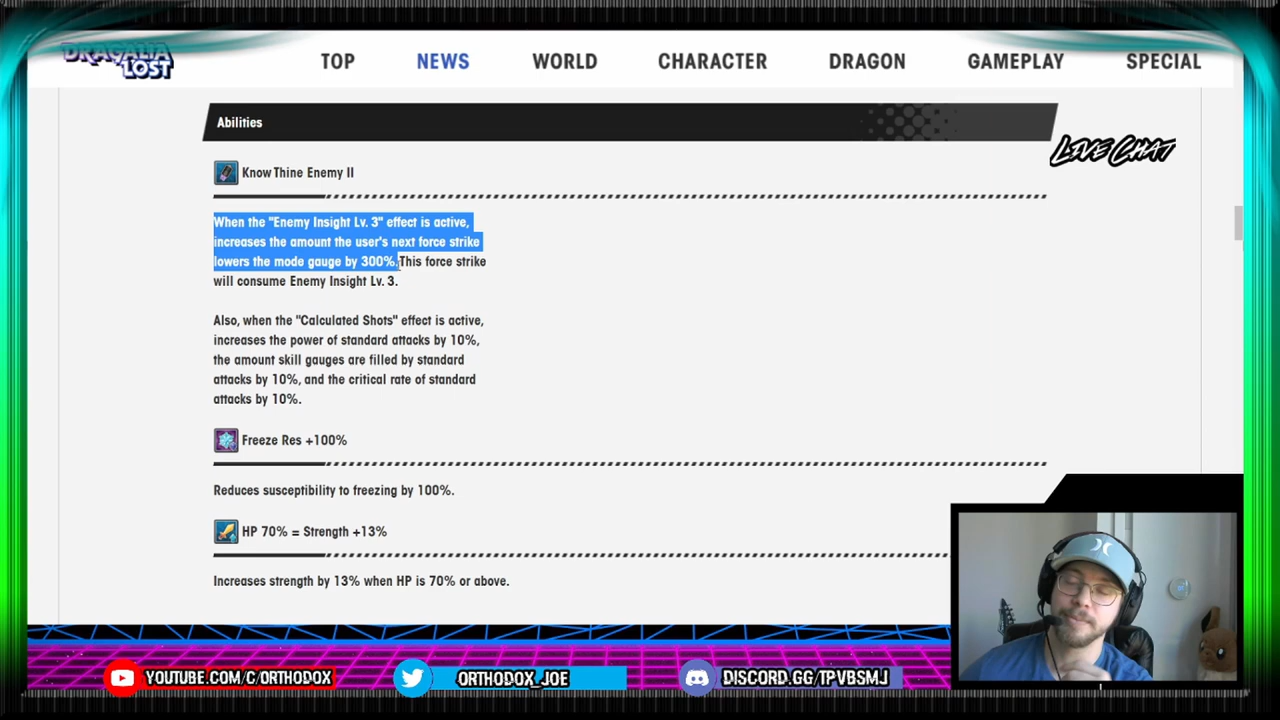 DRAGALIA
LOST
TOP
NEWS
WORLD
CHARACTER
DRAGON
GAMEPLAY
SPECIAL
Abilities
LIVE CHAT
Know Thine Enemy II
When the "Enemy Insight Lv. 3" effect is active,
increases the amount the user's next force strike
lowers the mode gauge by 300%. This force strike
will consume Enemy Insight Lv. 3.
Also, when the "Calculated Shots" effect is active,
increases the power of standard attacks by 10%,
the amount skill gauges are filled by standard
attacks by 10%, and the critical rate of standard
attacks by 10%.
Freeze Res +100%
Reduces susceptibility to freezing by 100%.
HP 70% = Strength +13%
Increases strength by 13% when HP is 70% or above.
YOUTUBE.COM/C/ORTHODOX
ORTHODOX_JOE
DISCORD.GG/TPVBSMJ